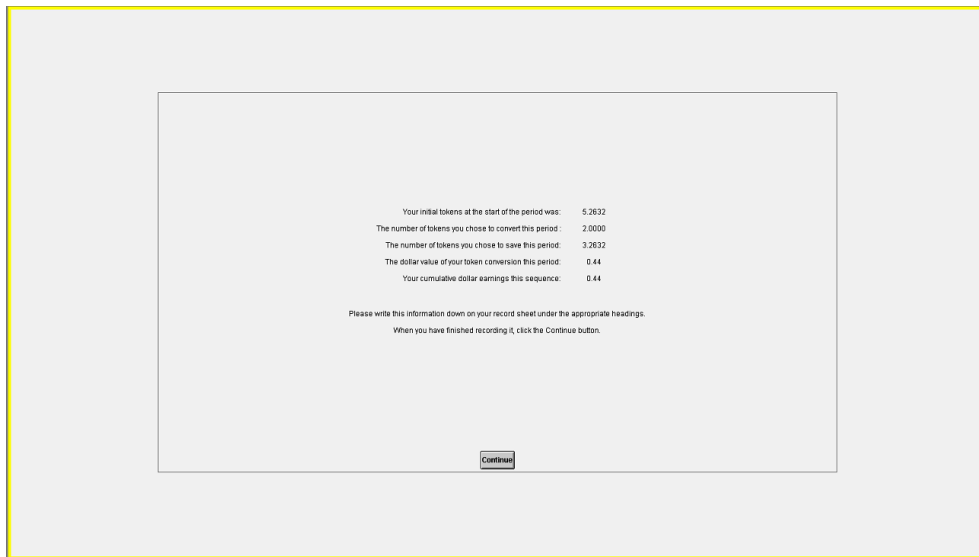 Your initial tokens at the start of the period was: 5.2632
The number of tokens you chose to convert this period : 2.0000
The number of tokens you chose to save this period: 3.2632
The dollar value of your token conversion this period: 0.44
Your cumulative dollar earnings this sequence: 0.44
Please write this information down on your record sheet under the appropriate headings.
When you have finished recording it, click the Continue button.
Continue